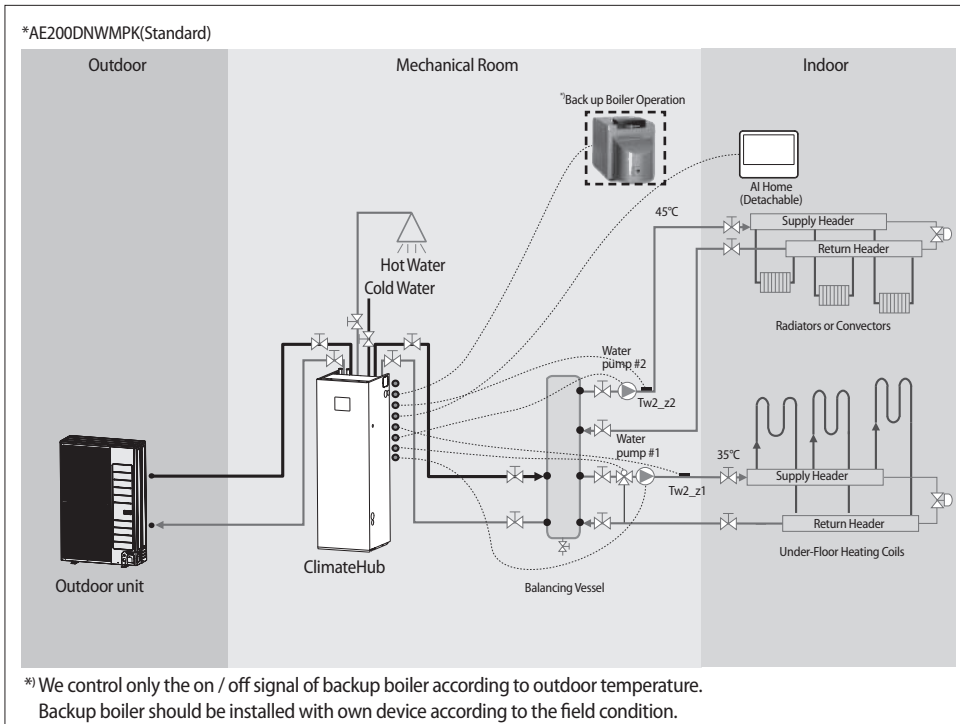 *AE200DNWMPK(Standard)
Outdoor
Mechanical Room
Indoor
*)Back up Boiler Operation
AI Home
(Detachable)
45℃
Supply Header
Return Header
Hot Water
Cold Water
Radiators or Convectors
Water
pump #2
Tw2_z2
Water
pump #1
35℃
Tw2_z1
Supply Header
Return Header
Under-Floor Heating Coils
ClimateHub
Outdoor unit
Balancing Vessel
*) We control only the on / off signal of backup boiler according to outdoor temperature.
Backup boiler should be installed with own device according to the field condition.